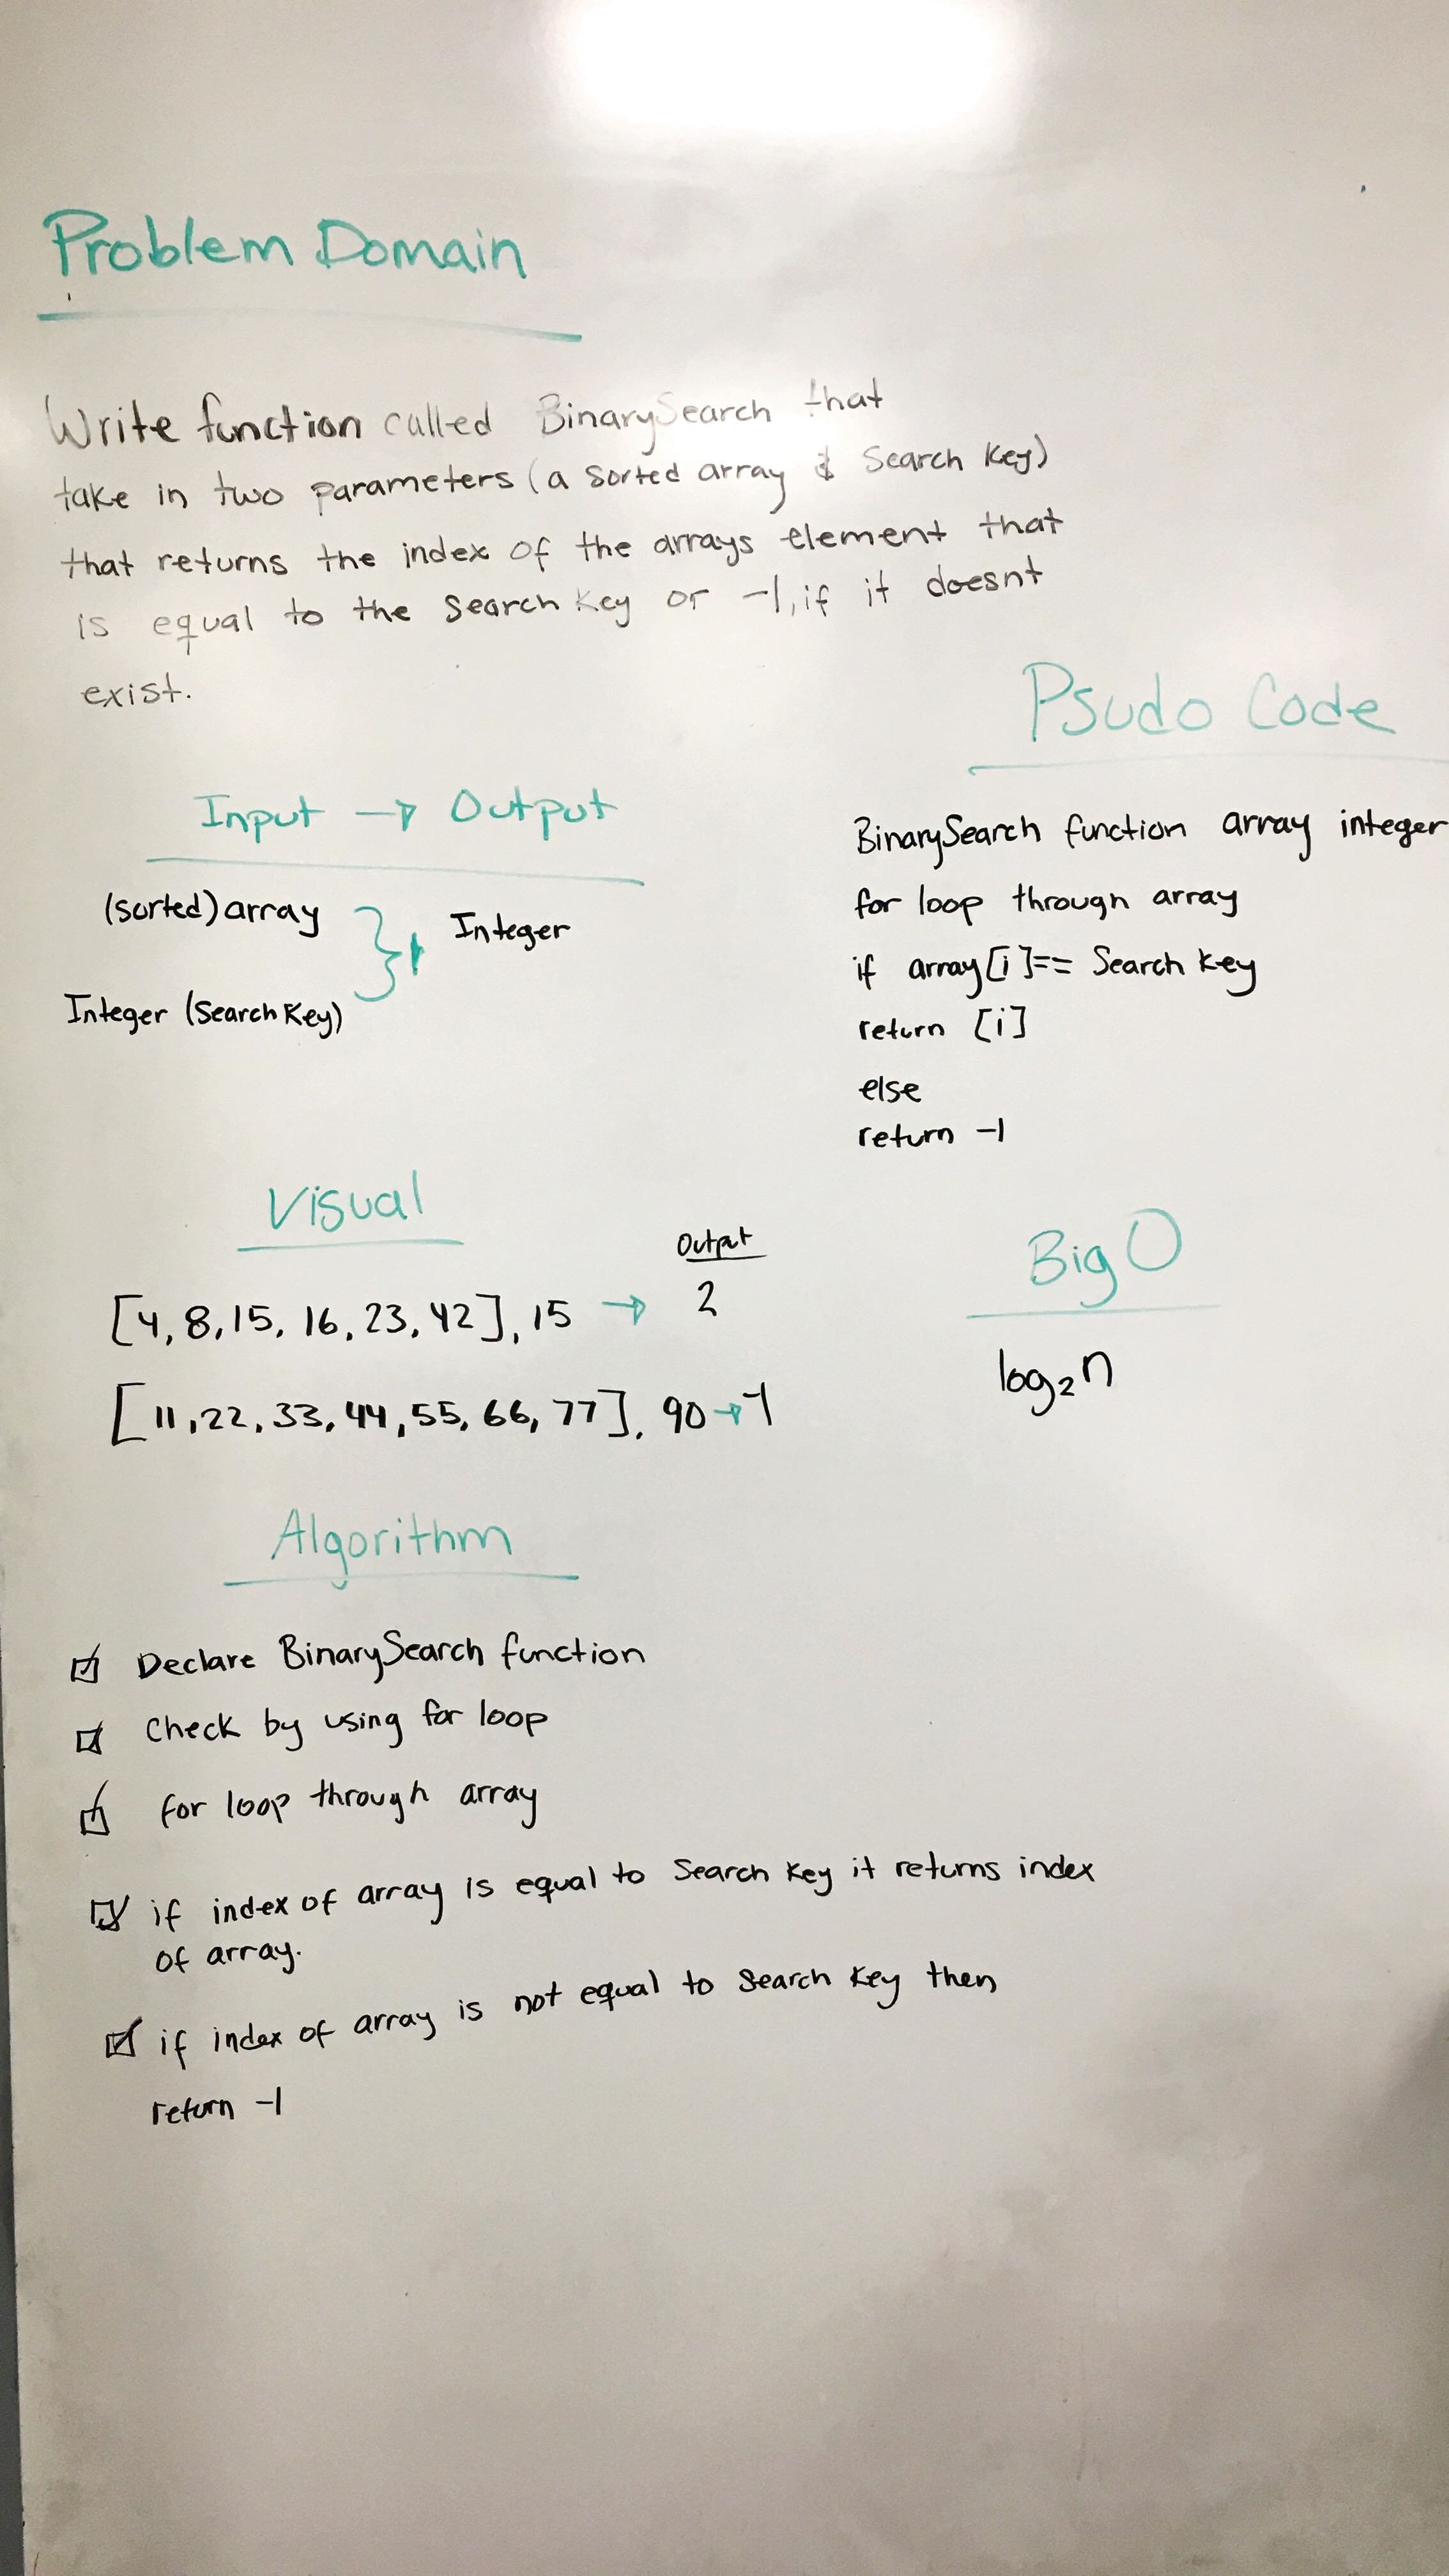 Problem Domain
Write function called BinarySearch that
take in two parameters (a sorted array & Search Key)
that returns the index of the arrays element that
is equal to the Search Key or -1, if it doesnt
exist.
Input → Output
(sorted) array
Integer
Integer (Search Key)
Psudo Code
BinarySearch function array integer
for loop through array
if array[i]== Search Key
return [i]
else
return -1
Visual
Output
[4, 8, 15, 16, 23, 42], 15 → 2
[11, 22, 33, 44, 55, 66, 77], 90 → -1
Big O
log₂n
Algorithm
☑ Declare BinarySearch function
☑ Check by using for loop
☑ for loop through array
☑ if index of array is equal to Search Key it returns index
of array.
☑ if index of array is not equal to Search Key then
return -1